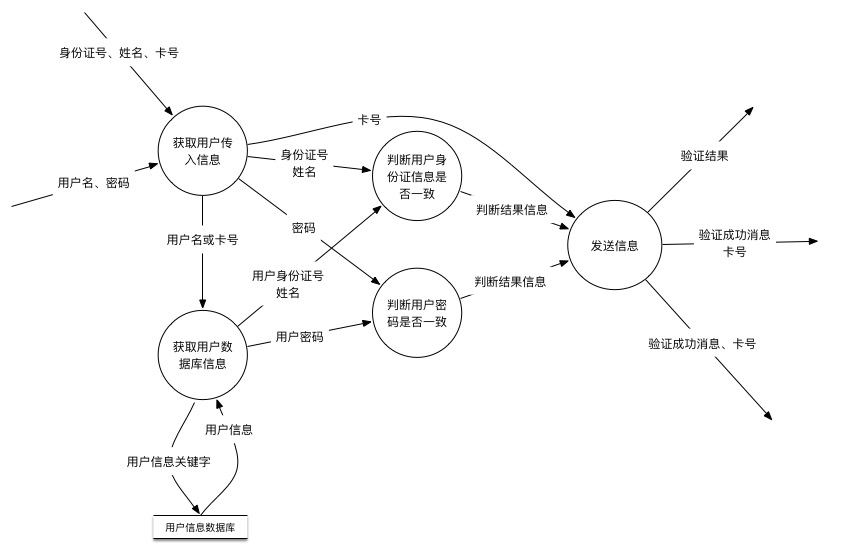 身份证号、姓名、卡号
卡号
获取用户传
入信息
身份证号
姓名
判断用户身
份证信息是
否一致
验证结果
用户名、密码
判断结果信息
密码
用户名或卡号
发送信息
验证成功消息
卡号
用户身份证号
姓名
判断结果信息
判断用户密
码是否一致
用户密码
获取用户数
据库信息
验证成功消息、卡号
用户信息
用户信息关键字
用户信息数据库